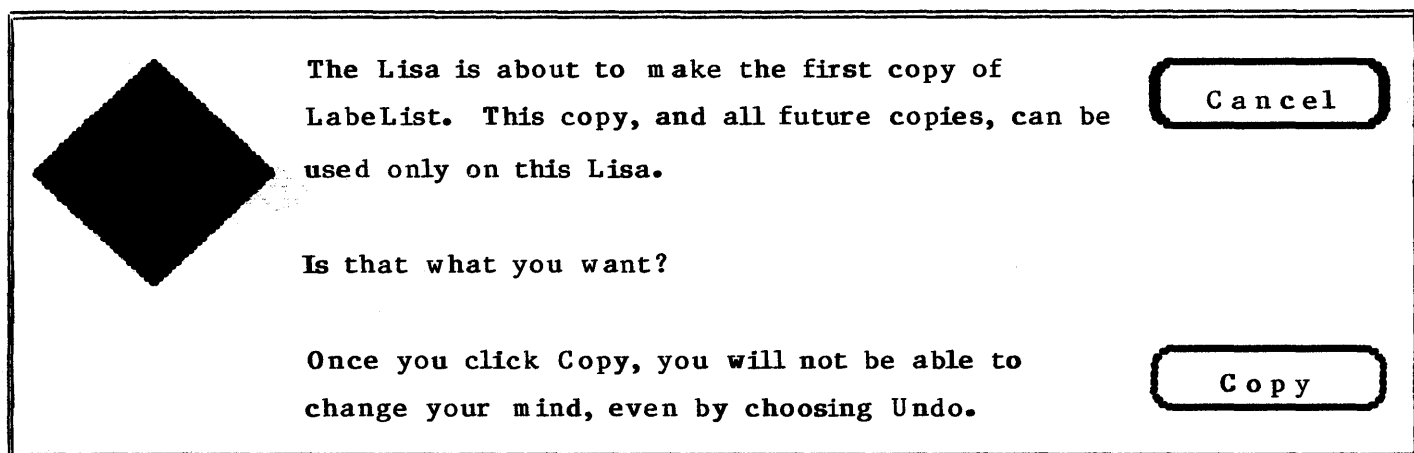 The Lisa is about to make the first copy of
LabeList. This copy, and all future copies, can be
used only on this Lisa.
Cancel
Is that what you want?
Once you click Copy, you will not be able to
change your mind, even by choosing Undo.
Copy